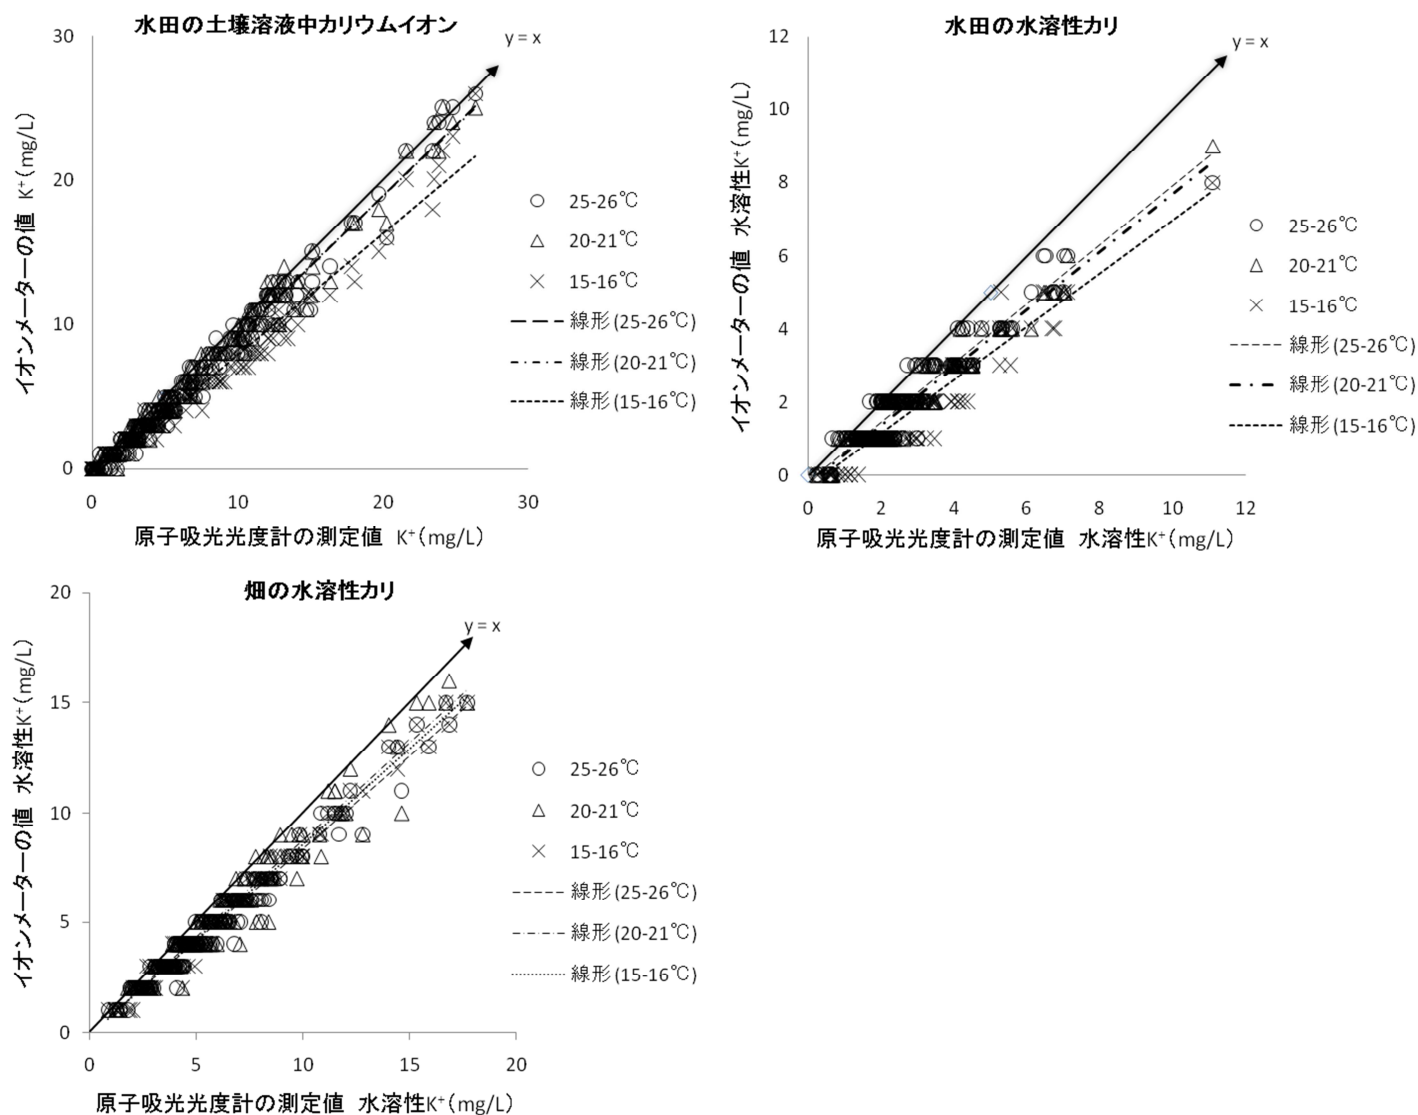 水田の土壌溶液中カリウムイオン
y = x
30
20
10
0
0 10 20 30
イオンメーターの値 K⁺(mg/L)
原子吸光光度計の測定値 K⁺(mg/L)
25-26℃
20-21℃
15-16℃
線形(25-26℃)
線形(20-21℃)
線形(15-16℃)
水田の水溶性カリ
y = x
12
10
8
6
4
2
0
0 2 4 6 8 10 12
イオンメーターの値 水溶性K⁺(mg/L)
原子吸光光度計の測定値 水溶性K⁺(mg/L)
25-26℃
20-21℃
15-16℃
線形(25-26℃)
線形(20-21℃)
線形(15-16℃)
畑の水溶性カリ
y = x
20
15
10
5
0
0 5 10 15 20
イオンメーターの値 水溶性K⁺(mg/L)
原子吸光光度計の測定値 水溶性K⁺(mg/L)
25-26℃
20-21℃
15-16℃
線形(25-26℃)
線形(20-21℃)
線形(15-16℃)